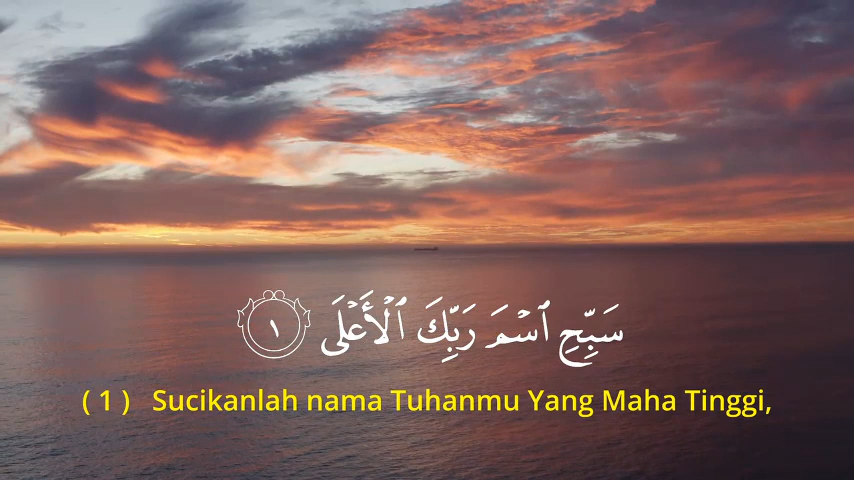 سَبِّحِ ٱسْمَ رَبِّكَ ٱلْأَعْلَى ١
( 1 ) Sucikanlah nama Tuhanmu Yang Maha Tinggi,